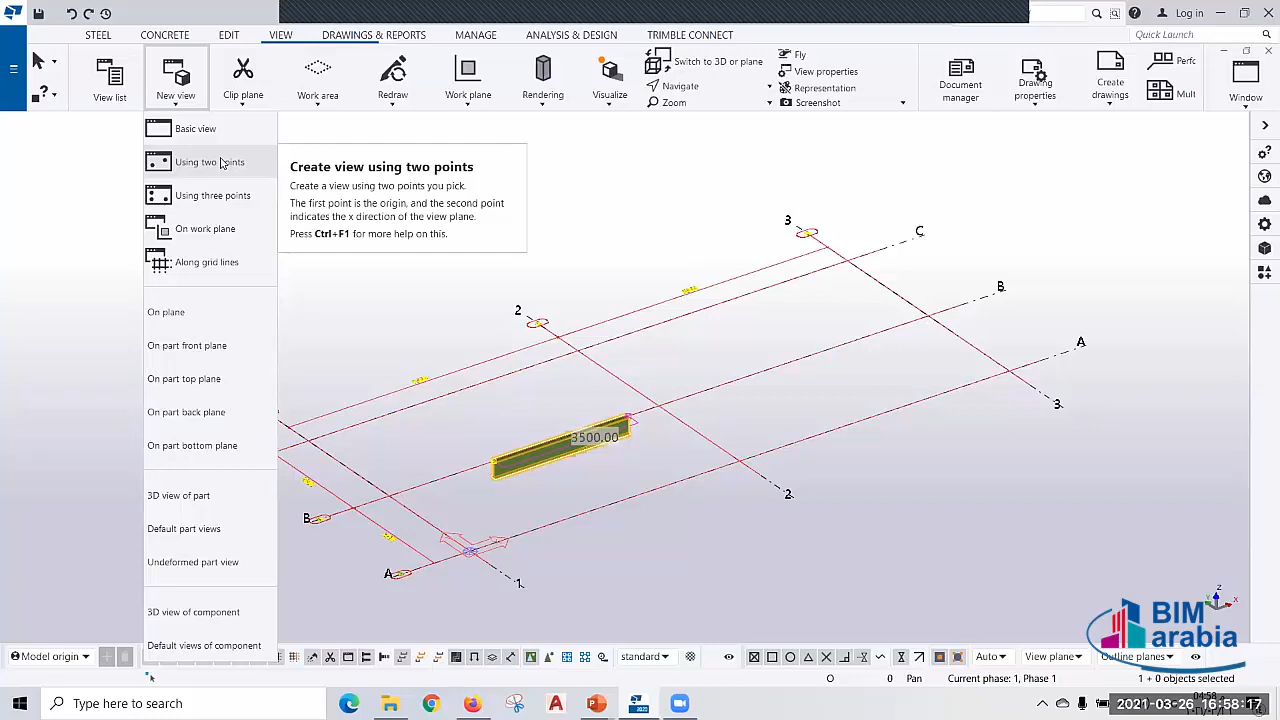 Log in
STEEL CONCRETE EDIT VIEW DRAWINGS & REPORTS MANAGE ANALYSIS & DESIGN TRIMBLE CONNECT Quick Launch
View list New view Clip plane Work area Redraw Work plane Rendering Visualize
Switch to 3D or plane
Navigate
Zoom
Fly
View properties
Representation
Screenshot
Document manager
Drawing properties
Create drawings
Perfc
Mult
Window
Basic view
Using two points
Using three points
On work plane
Along grid lines
On plane
On part front plane
On part top plane
On part back plane
On part bottom plane
3D view of part
Default part views
Undeformed part view
3D view of component
Default views of component
Create view using two points
Create a view using two points you pick.
The first point is the origin, and the second point
indicates the x direction of the view plane.
Press Ctrl+F1 for more help on this.
3
C
2
B
A
3
3500.00
2
B
A
1
Z
X
BIM
arabia
Model origin standard Auto View plane Outline planes
O 0 Pan Current phase: 1, Phase 1 1 + 0 objects selected
Type here to search
2021-03-26 16:58:17